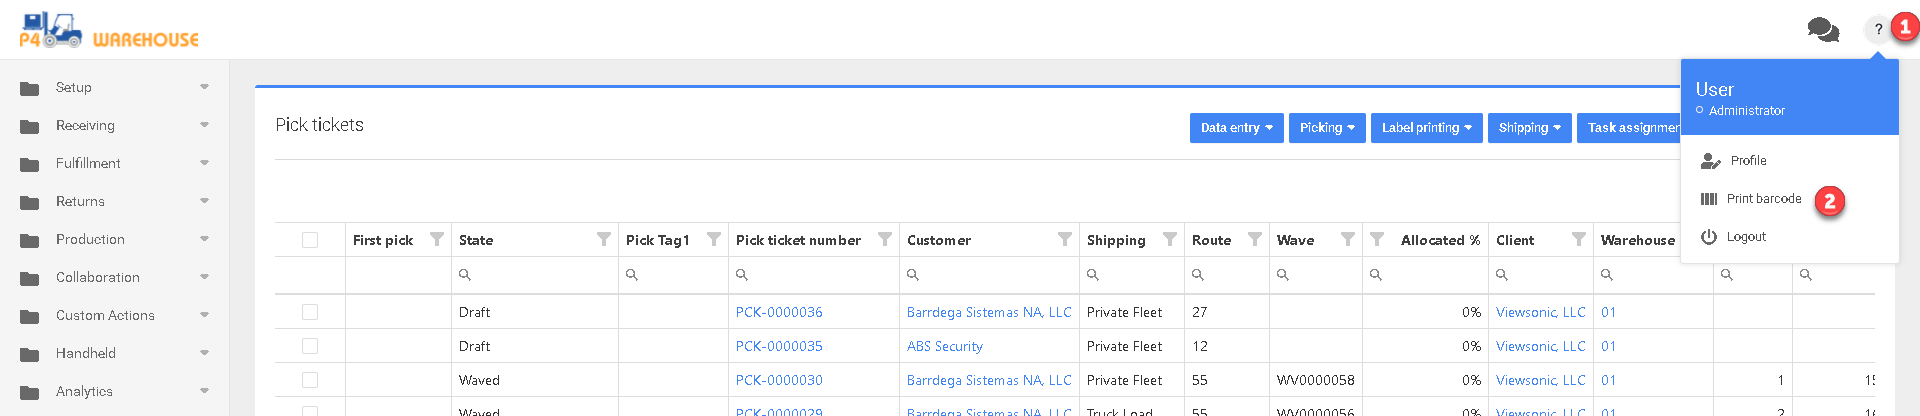 P4 WAREHOUSE
? 1
Setup
Receiving
Fulfillment
Returns
Production
Collaboration
Custom Actions
Handheld
Analytics
Pick tickets
Data entry Picking Label printing Shipping Task assignmen
User
Administrator
Profile
Print barcode 2
Logout
First pick State Pick Tag1 Pick ticket number Customer Shipping Route Wave Allocated % Client Warehouse
Draft PCK-0000036 Barrdega Sistemas NA, LLC Private Fleet 27 0% Viewsonic, LLC 01
Draft PCK-0000035 ABS Security Private Fleet 12 0% Viewsonic, LLC 01
Waved PCK-0000030 Barrdega Sistemas NA, LLC Private Fleet 55 WV0000058 0% Viewsonic, LLC 01 1 15
Waved PCK-0000029 Barrdega Sistemas NA, LLC Truck Load 55 WV0000056 0% Viewsonic, LLC 01 2 16